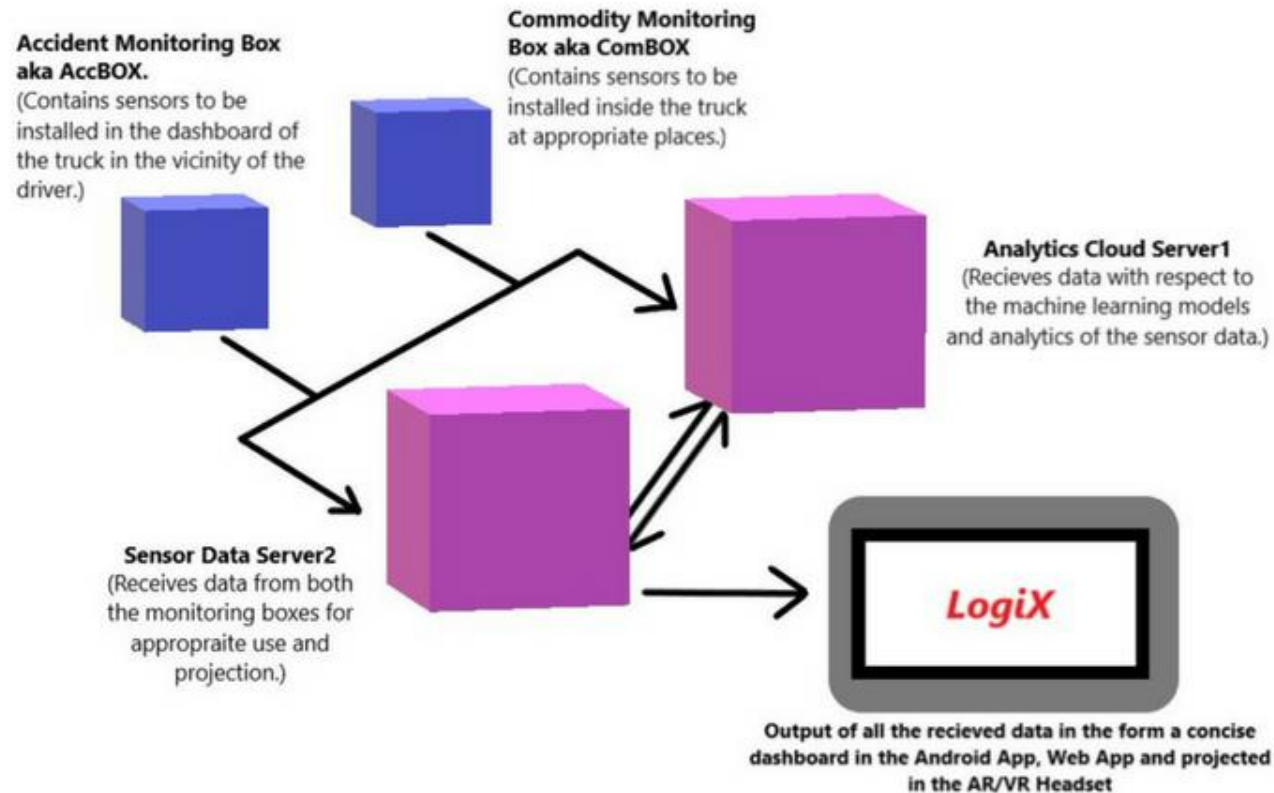 Accident Monitoring Box
aka AccBOX.
(Contains sensors to be
installed in the dashboard of
the truck in the vicinity of the
driver.)
Commodity Monitoring
Box aka ComBOX
(Contains sensors to be
installed inside the truck
at appropriate places.)
Analytics Cloud Server1
(Recieves data with respect to
the machine learning models
and analytics of the sensor data.)
Sensor Data Server2
(Receives data from both
the monitoring boxes for
appropraite use and
projection.)
LogiX
Output of all the recieved data in the form a concise
dashboard in the Android App, Web App and projected
in the AR/VR Headset